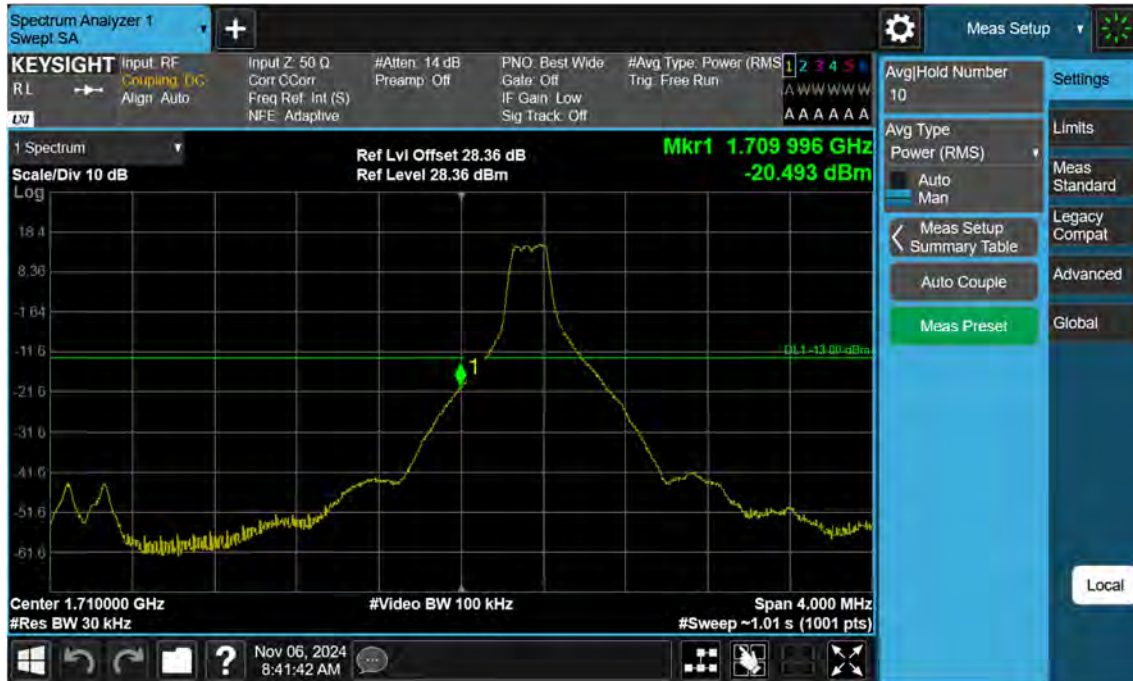 Spectrum Analyzer 1
Swept SA
+
Meas Setup
KEYSIGHT
RL
LXI
Input: RF
Coupling: DC
Align: Auto
Input Z: 50 Ω
Corr CCorr
Freq Ref: Int (S)
NFE: Adaptive
#Atten: 14 dB
Preamp: Off
PNO: Best Wide
Gate: Off
IF Gain: Low
Sig Track: Off
#Avg Type: Power (RMS)
Trig: Free Run
1 2 3 4 5 6
A W W W W W
A A A A A A
1 Spectrum
Scale/Div 10 dB
Log
Ref Lvl Offset 28.36 dB
Ref Level 28.36 dBm
Mkr1 1.709 996 GHz
-20.493 dBm
18.4
8.36
-1.64
-11.6
-21.6
-31.6
-41.6
-51.6
-61.6
DL1 -13.00 dBm
1
Center 1.710000 GHz
#Res BW 30 kHz
#Video BW 100 kHz
Span 4.000 MHz
#Sweep ~1.01 s (1001 pts)
Avg|Hold Number
10
Avg Type
Power (RMS)
Auto
Man
Meas Setup
Summary Table
Auto Couple
Meas Preset
Settings
Limits
Meas
Standard
Legacy
Compat
Advanced
Global
Local
?
Nov 06, 2024
8:41:42 AM